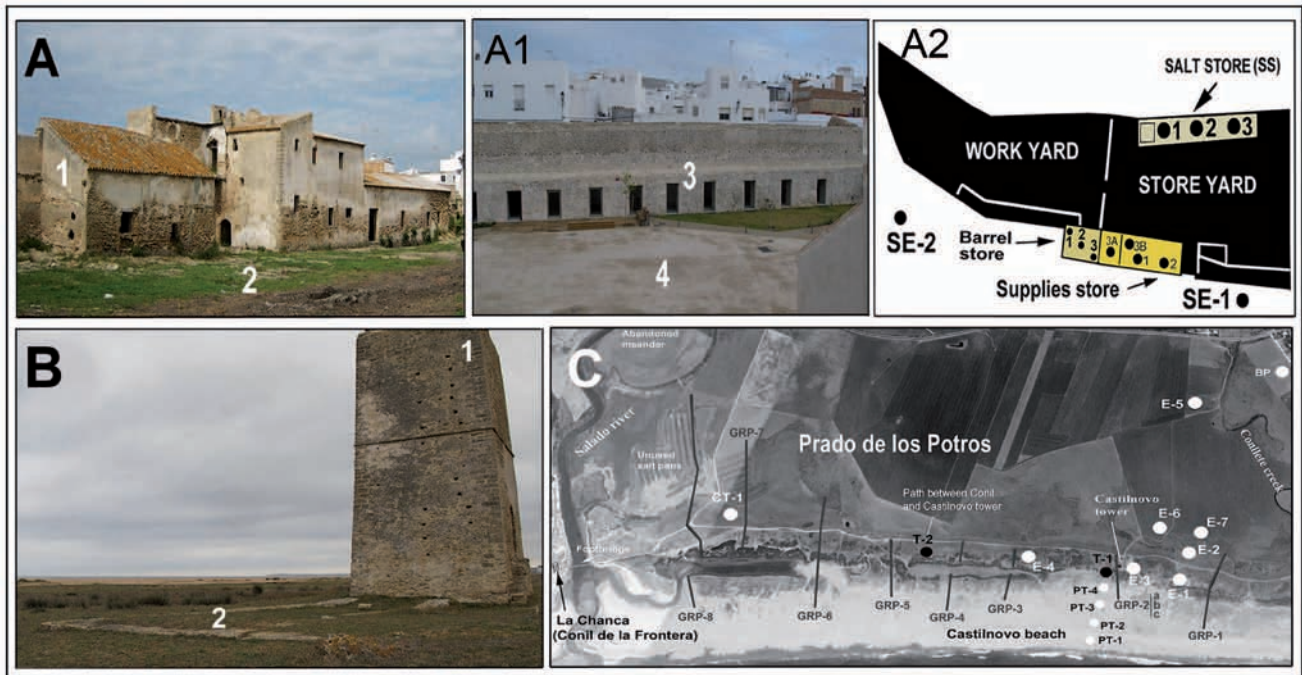 A
1
2
A1
3
4
A2
SALT STORE (SS)
1 2 3
WORK YARD
STORE YARD
SE-2
Barrel
store
1 2 3
3A
3B
1 2
Supplies store
SE-1
B
1
2
C
Abandoned
meander
Salado river
GRP-7
Prado de los Potros
BP
E-5
Conilete creek
CT-1
Path between Conil
and Castilnovo tower
Castilnovo
tower
E-6
E-7
T-2
E-2
Footbridge
E-4
T-1
E-3
E-1
PT-4
GRP-8
GRP-6
GRP-5
GRP-4
GRP-3
GRP-2
a
b
c
PT-3
GRP-1
La Chanca
(Conil de la Frontera)
Castilnovo beach
PT-2
PT-1